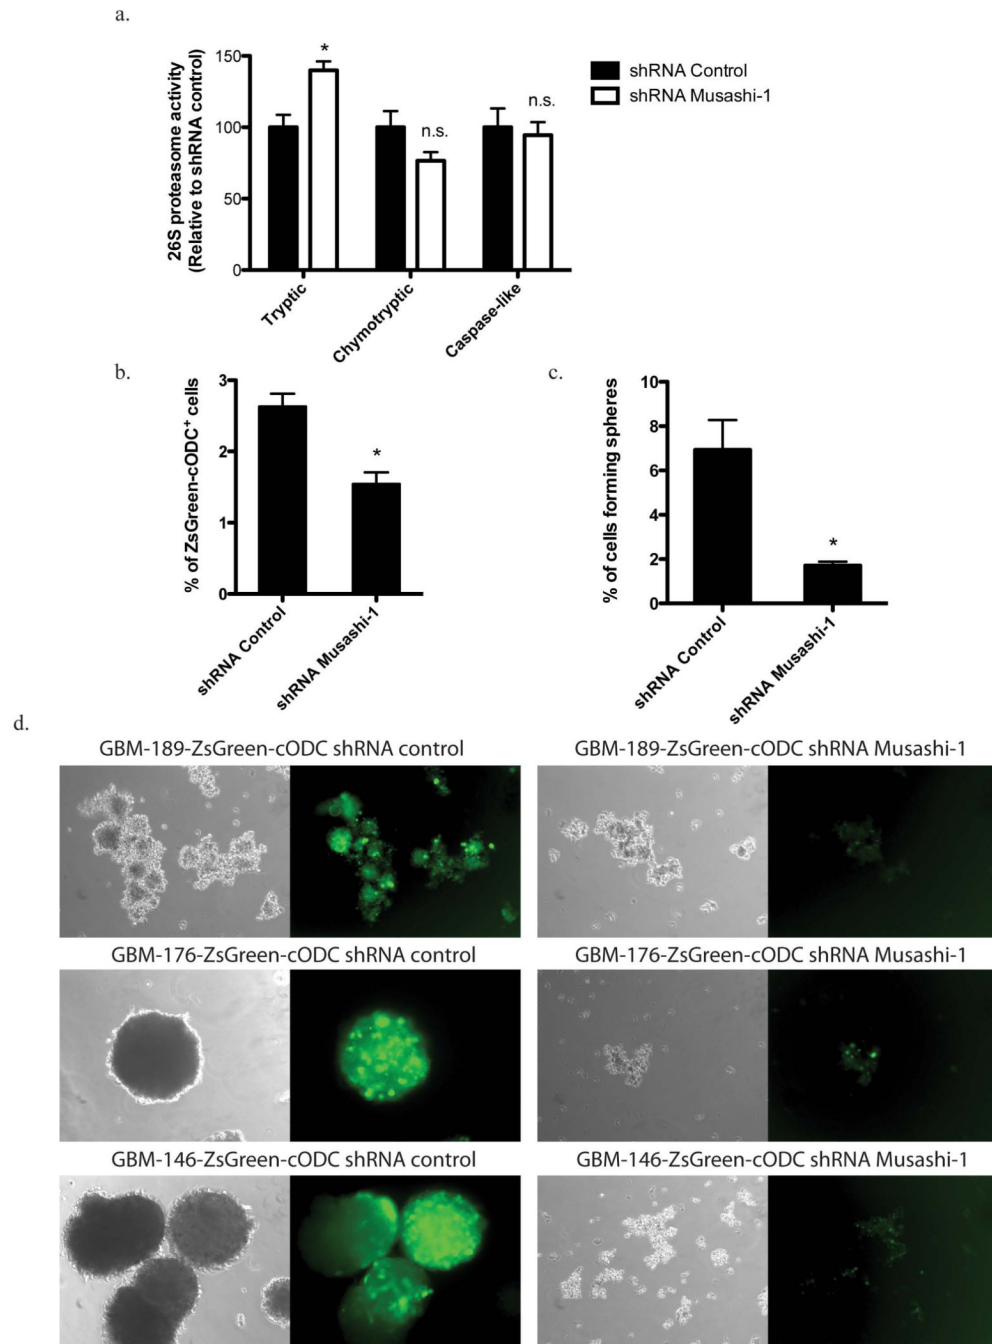 a.
26S proteasome activity
(Relative to shRNA control)
150
100
50
0
*
n.s.
n.s.
Tryptic
Chymotryptic
Caspase-like
shRNA Control
shRNA Musashi-1
b.
% of ZsGreen-cODC+ cells
3
2
1
0
*
shRNA Control
shRNA Musashi-1
c.
% of cells forming spheres
10
8
6
4
2
0
*
shRNA Control
shRNA Musashi-1
d.
GBM-189-ZsGreen-cODC shRNA control
GBM-189-ZsGreen-cODC shRNA Musashi-1
GBM-176-ZsGreen-cODC shRNA control
GBM-176-ZsGreen-cODC shRNA Musashi-1
GBM-146-ZsGreen-cODC shRNA control
GBM-146-ZsGreen-cODC shRNA Musashi-1